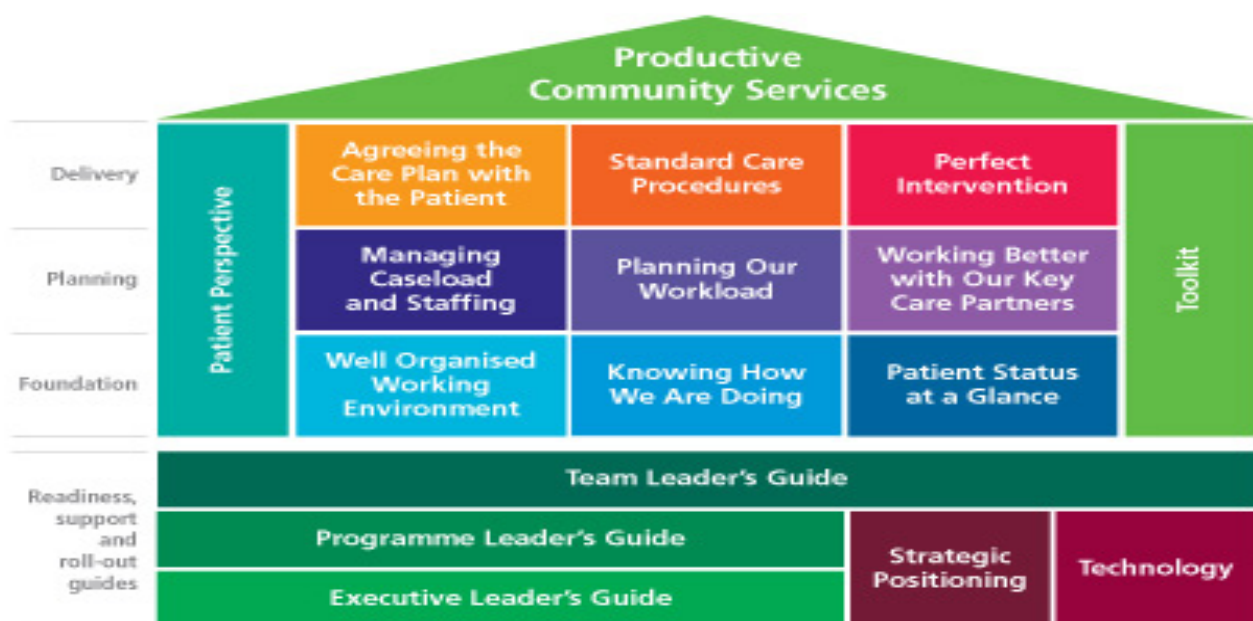 Productive
Community Services
Delivery
Patient Perspective
Agreeing the
Care Plan with
the Patient
Standard Care
Procedures
Perfect
Intervention
Toolkit
Planning
Managing
Caseload
and Staffing
Planning Our
Workload
Working Better
with Our Key
Care Partners
Foundation
Well Organised
Working
Environment
Knowing How
We Are Doing
Patient Status
at a Glance
Readiness,
support
and
roll-out
guides
Team Leader's Guide
Programme Leader's Guide
Executive Leader's Guide
Strategic
Positioning
Technology